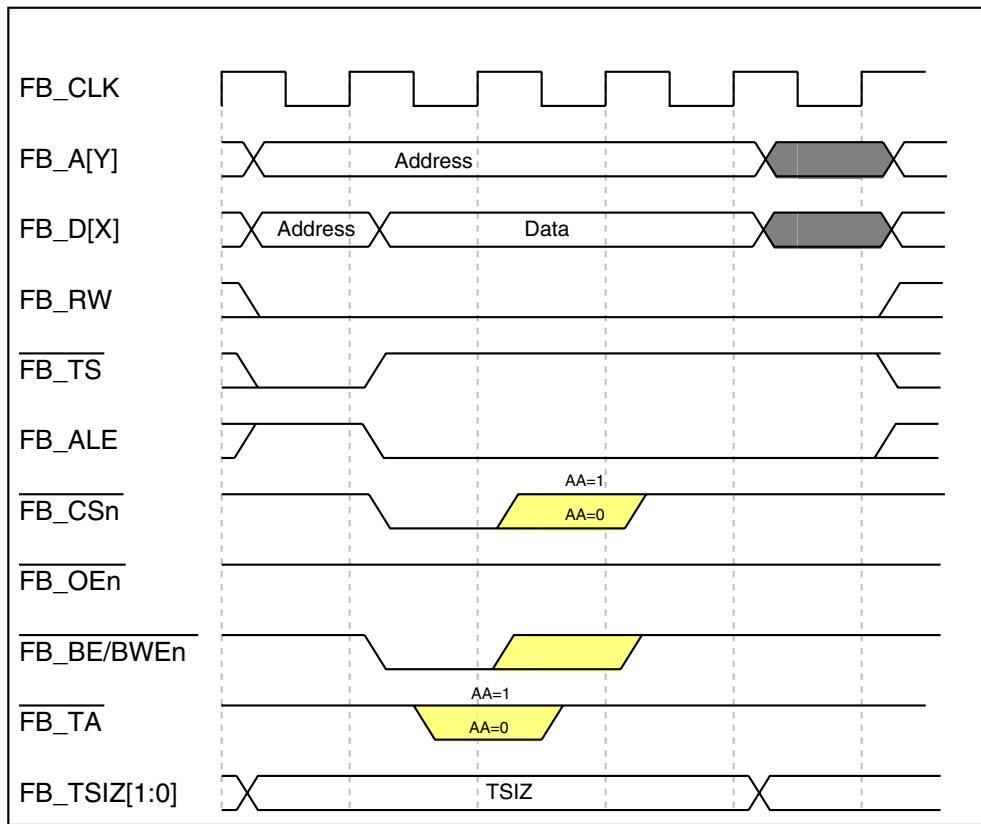 FB_CLK
FB_A[Y]
Address
FB_D[X]
Address
Data
FB_RW
FB_TS
FB_ALE
FB_CSn
AA=1
AA=0
FB_OEn
FB_BE/BWEn
FB_TA
AA=1
AA=0
FB_TSIZ[1:0]
TSIZ